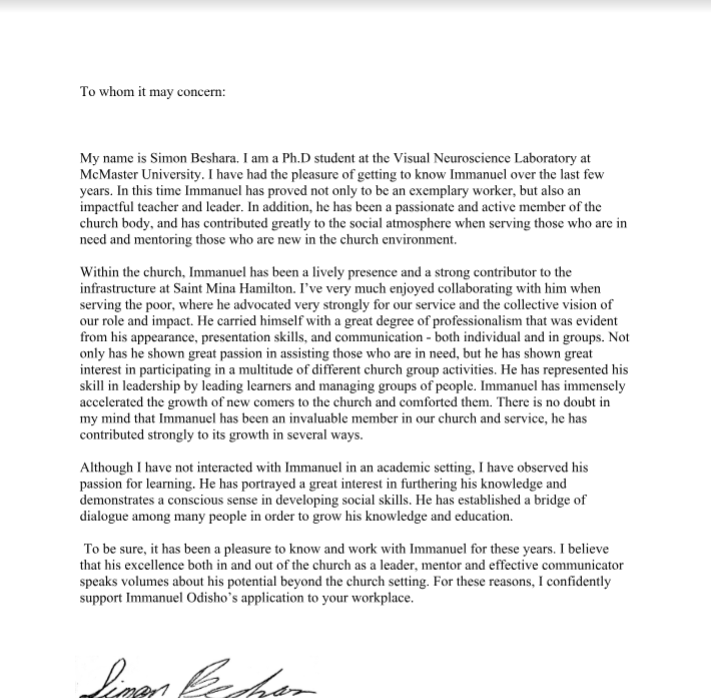 To whom it may concern:
My name is Simon Beshara. I am a Ph.D student at the Visual Neuroscience Laboratory at
McMaster University. I have had the pleasure of getting to know Immanuel over the last few
years. In this time Immanuel has proved not only to be an exemplary worker, but also an
impactful teacher and leader. In addition, he has been a passionate and active member of the
church body, and has contributed greatly to the social atmosphere when serving those who are in
need and mentoring those who are new in the church environment.
Within the church, Immanuel has been a lively presence and a strong contributor to the
infrastructure at Saint Mina Hamilton. I've very much enjoyed collaborating with him when
serving the poor, where he advocated very strongly for our service and the collective vision of
our role and impact. He carried himself with a great degree of professionalism that was evident
from his appearance, presentation skills, and communication - both individual and in groups. Not
only has he shown great passion in assisting those who are in need, but he has shown great
interest in participating in a multitude of different church group activities. He has represented his
skill in leadership by leading learners and managing groups of people. Immanuel has immensely
accelerated the growth of new comers to the church and comforted them. There is no doubt in
my mind that Immanuel has been an invaluable member in our church and service, he has
contributed strongly to its growth in several ways.
Although I have not interacted with Immanuel in an academic setting, I have observed his
passion for learning. He has portrayed a great interest in furthering his knowledge and
demonstrates a conscious sense in developing social skills. He has established a bridge of
dialogue among many people in order to grow his knowledge and education.
To be sure, it has been a pleasure to know and work with Immanuel for these years. I believe
that his excellence both in and out of the church as a leader, mentor and effective communicator
speaks volumes about his potential beyond the church setting. For these reasons, I confidently
support Immanuel Odisho's application to your workplace.
Simon Beshar